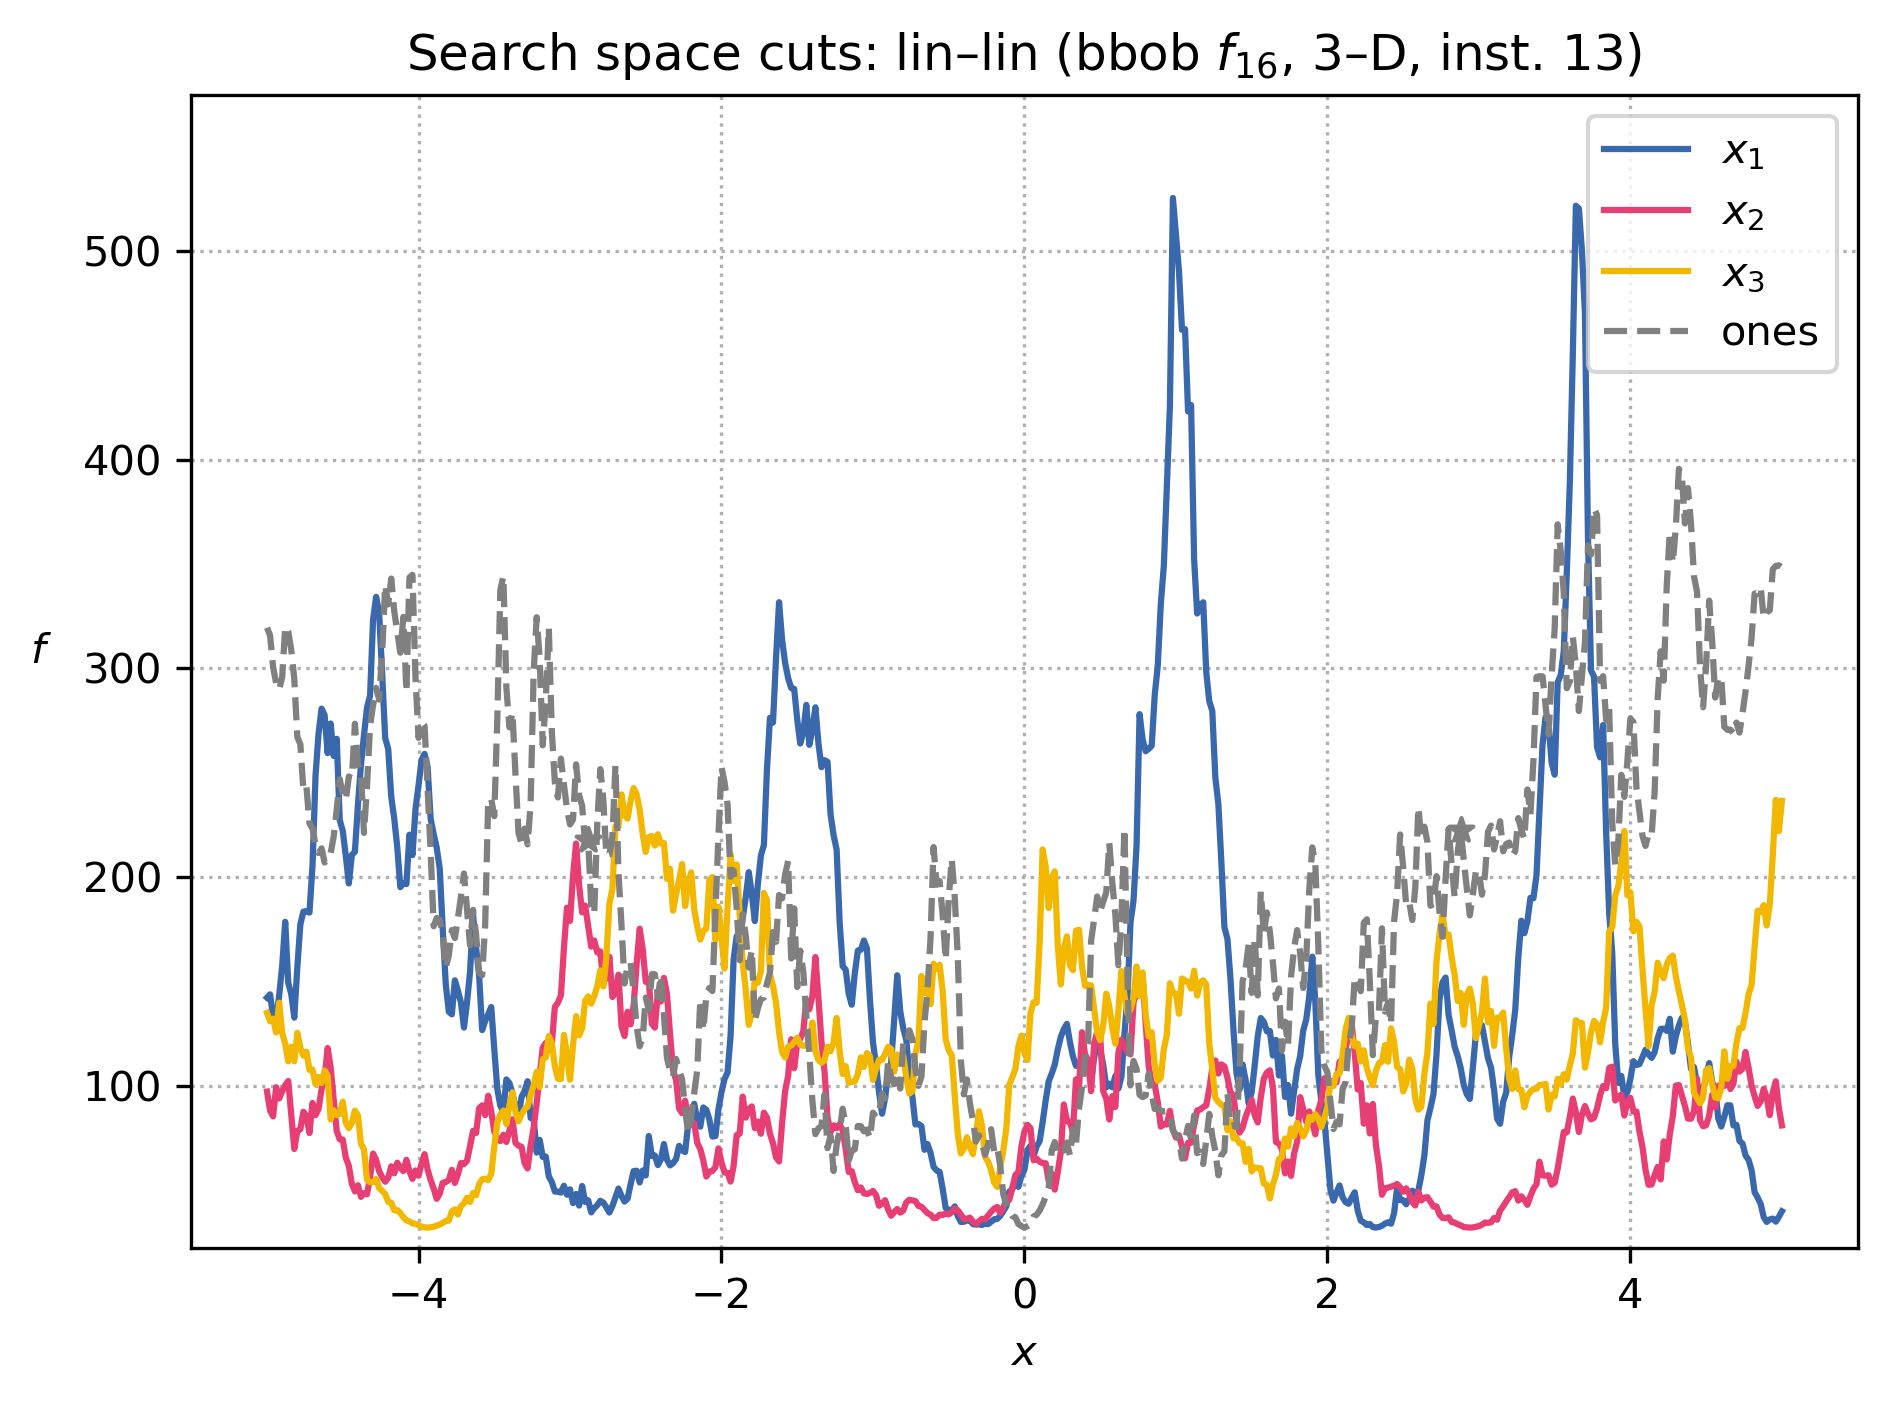 Search space cuts: lin–lin (bbob f₁₆, 3–D, inst. 13)
x₁
x₂
x₃
ones
500
400
300
200
100
f
−4
−2
0
2
4
x